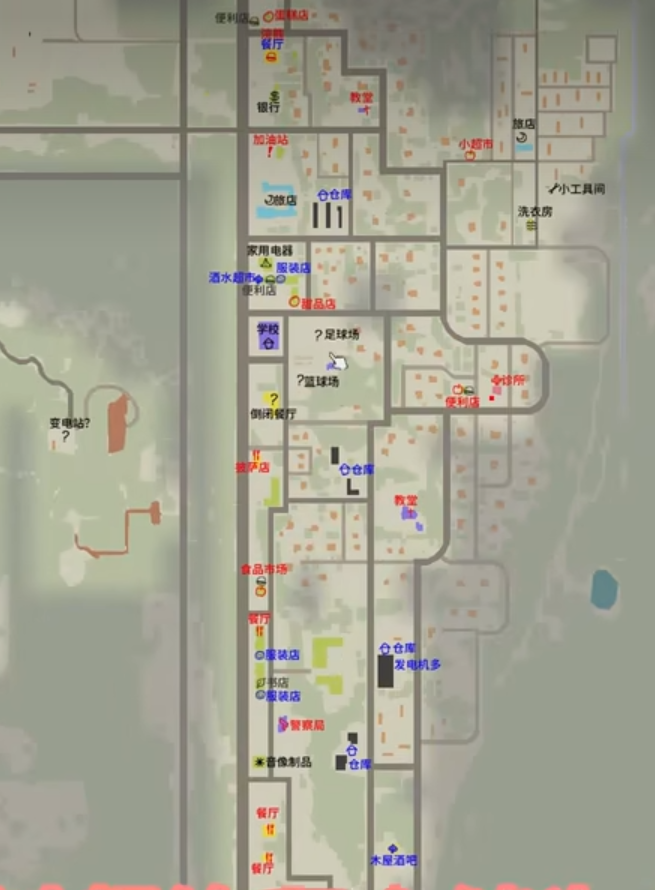 便利店
蛋糕店
餐厅
银行
教堂
旅店
加油站
小超市
仓库
旅店
小工具间
洗衣房
家用电器
服装店
酒水超市
便利店
甜品店
学校
?足球场
?篮球场
诊所
便利店
?
倒闭餐厅
变电站?
?
披萨店
仓库
教堂
食品市场
餐厅
仓库
服装店
发电机多
书店
服装店
警察局
音像制品
仓库
餐厅
木屋酒吧
餐厅